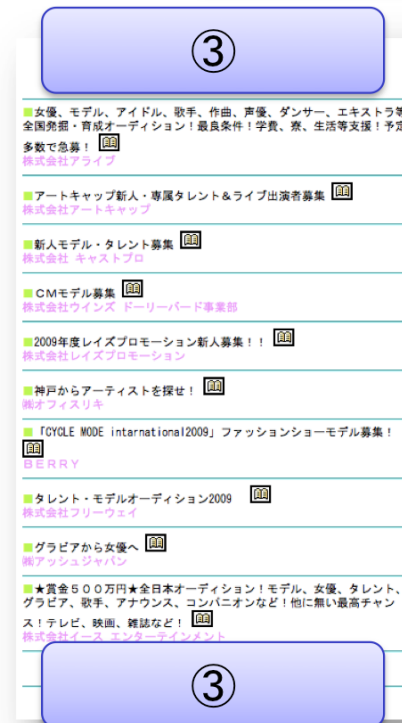 ③
■女優、モデル、アイドル、歌手、作曲、声優、ダンサー、エキストラ等
全国発掘・育成オーディション！最良条件！学費、寮、生活等支援！予定
多数で急募！
株式会社アライブ
■アートキャップ新人・専属タレント＆ライブ出演者募集
株式会社アートキャップ
■新人モデル・タレント募集
株式会社 キャストプロ
■ＣＭモデル募集
株式会社ウインズ ドーリーバード事業部
■2009年度レイズプロモーション新人募集！！
株式会社レイズプロモーション
■神戸からアーティストを探せ！
㈱オフィスリキ
■「CYCLE MODE intarnational2009」ファッションショーモデル募集！
ＢＥＲＲＹ
■タレント・モデルオーディション2009
株式会社フリーウェイ
■グラビアから女優へ
㈱アッシュジャパン
■★賞金５００万円★全日本オーディション！モデル、女優、タレント、
グラビア、歌手、アナウンス、コンパニオンなど！他に無い最高チャン
ス！テレビ、映画、雑誌など！
株式会社イース エンターテインメント
③